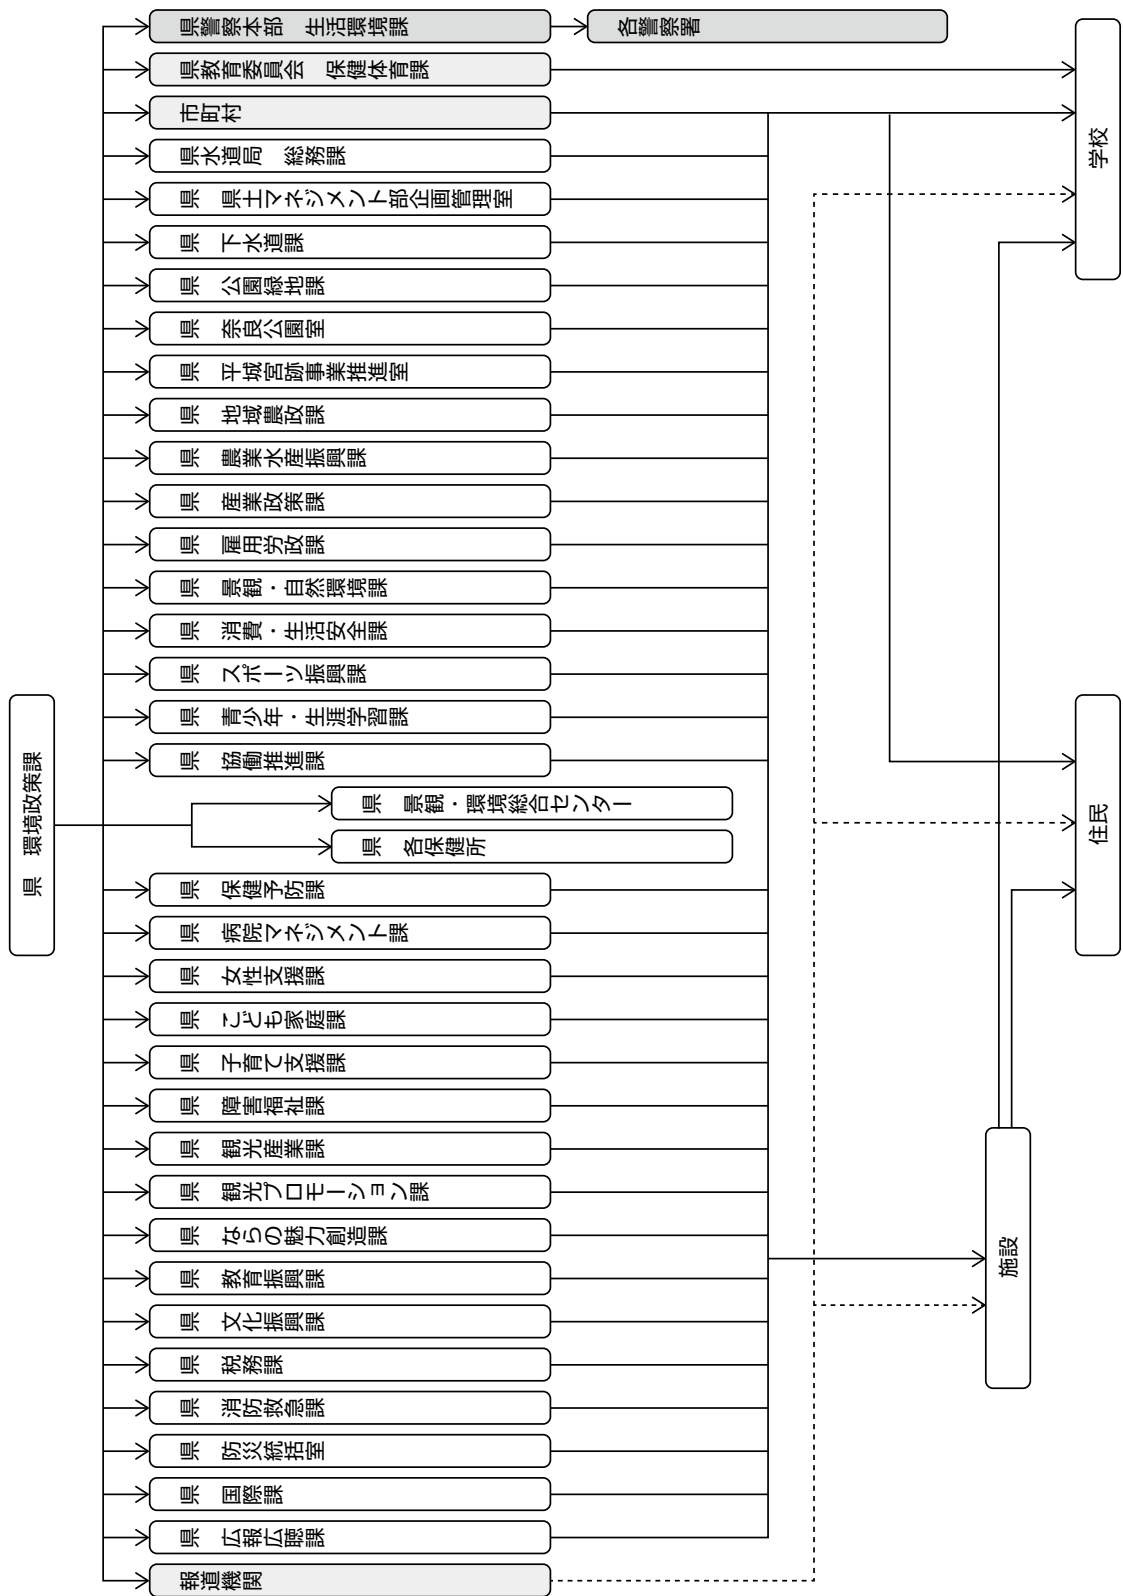 県警察本部　生活環境課
各警察署
県教育委員会　保健体育課
市町村
県水道局　総務課
県　県土マネジメント部企画管理室
県　下水道課
県　公園緑地課
県　奈良公園室
県　平城宮跡事業推進室
県　地域農政課
県　農業水産振興課
県　産業政策課
県　雇用労政課
県　景観・自然環境課
県　消費・生活安全課
県　スポーツ振興課
県　青少年・生涯学習課
県　協働推進課
県　環境政策課
県　景観・環境総合センター
県　各保健所
県　保健予防課
県　病院マネジメント課
県　女性支援課
県　こども家庭課
県　子育て支援課
県　障害福祉課
県　観光産業課
県　観光プロモーション課
県　ならの魅力創造課
県　教育振興課
県　文化振興課
県　税務課
県　消防救急課
県　防災統括室
県　国際課
県　広報広聴課
報道機関
学校
住民
施設